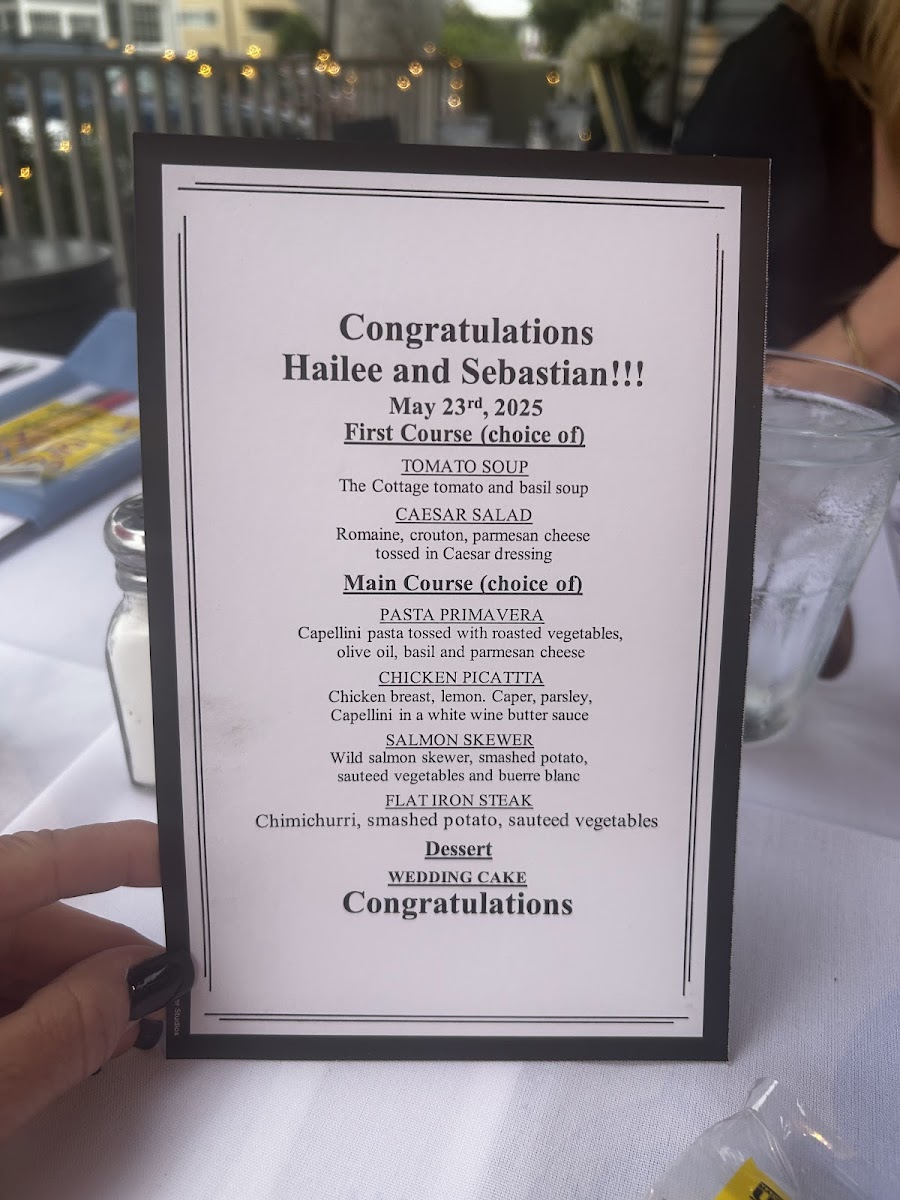 Congratulations
Hailee and Sebastian!!!
May 23rd, 2025
First Course (choice of)
TOMATO SOUP
The Cottage tomato and basil soup
CAESAR SALAD
Romaine, crouton, parmesan cheese
tossed in Caesar dressing
Main Course (choice of)
PASTA PRIMAVERA
Capellini pasta tossed with roasted vegetables,
olive oil, basil and parmesan cheese
CHICKEN PICATTTA
Chicken breast, lemon. Caper, parsley,
Capellini in a white wine butter sauce
SALMON SKEWER
Wild salmon skewer, smashed potato,
sauteed vegetables and buerre blanc
FLAT IRON STEAK
Chimichurri, smashed potato, sauteed vegetables
Dessert
WEDDING CAKE
Congratulations
Studios